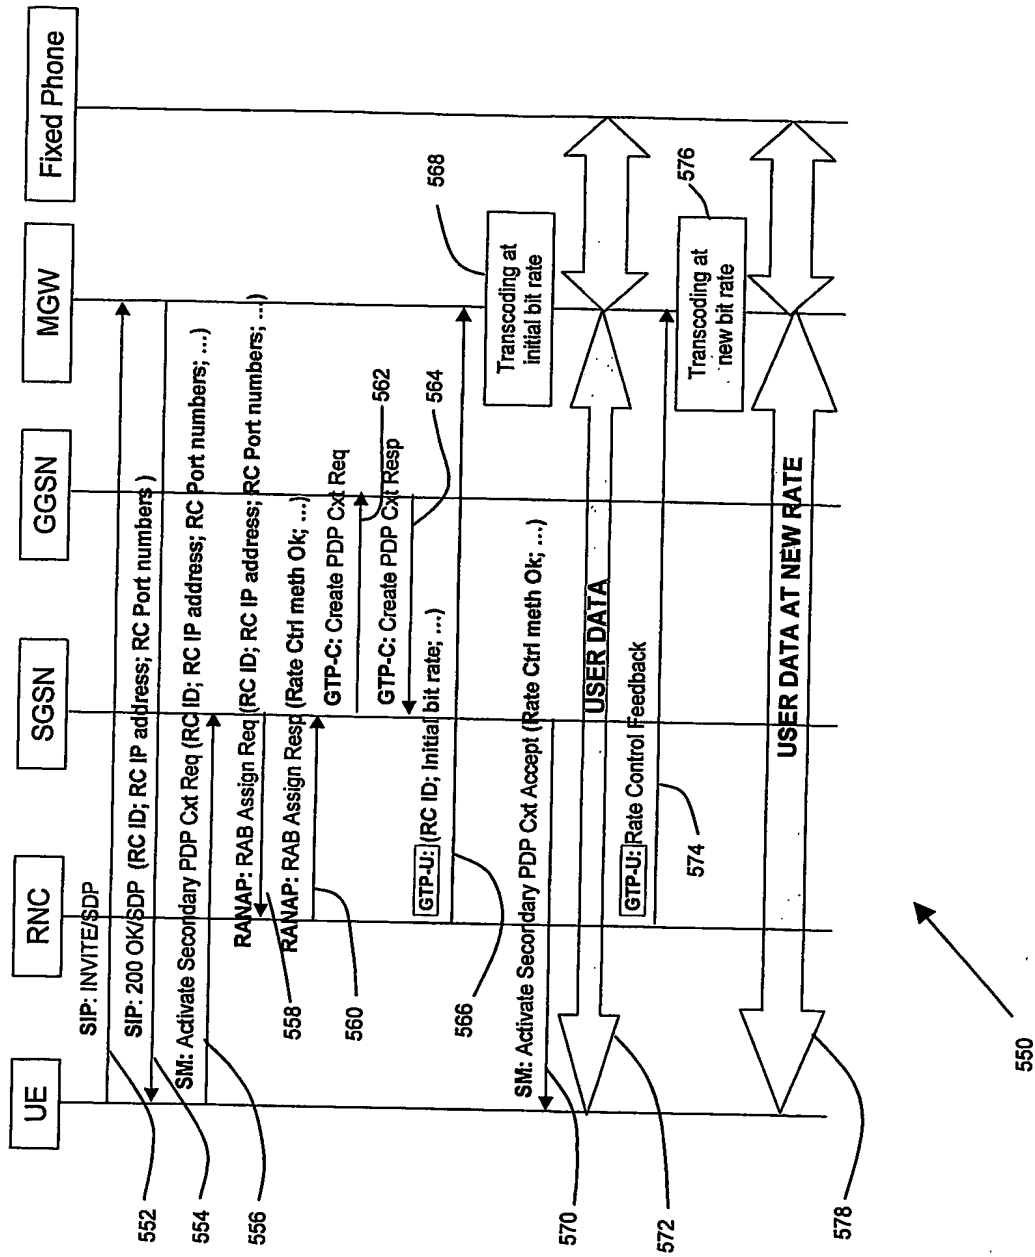 UE
RNC
SGSN
GGSN
MGW
Fixed Phone
SIP: INVITE/SDP
552
SIP: 200 OK/SDP (RC ID; RC IP address; RC Port numbers )
554
SM: Activate Secondary PDP Cxt Req (RC ID; RC IP address; RC Port numbers; ...)
556
RANAP: RAB Assign Req (RC ID; RC IP address; RC Port numbers; ...)
558
RANAP: RAB Assign Resp (Rate Ctrl meth Ok; ...)
560
GTP-C: Create PDP Cxt Req
562
GTP-C: Create PDP Cxt Resp
564
GTP-U: (RC ID; Initial bit rate; ...)
566
Transcoding at
initial bit rate
568
SM: Activate Secondary PDP Cxt Accept (Rate Ctrl meth Ok; ...)
570
USER DATA
572
GTP-U: Rate Control Feedback
574
Transcoding at
new bit rate
576
USER DATA AT NEW RATE
578
550